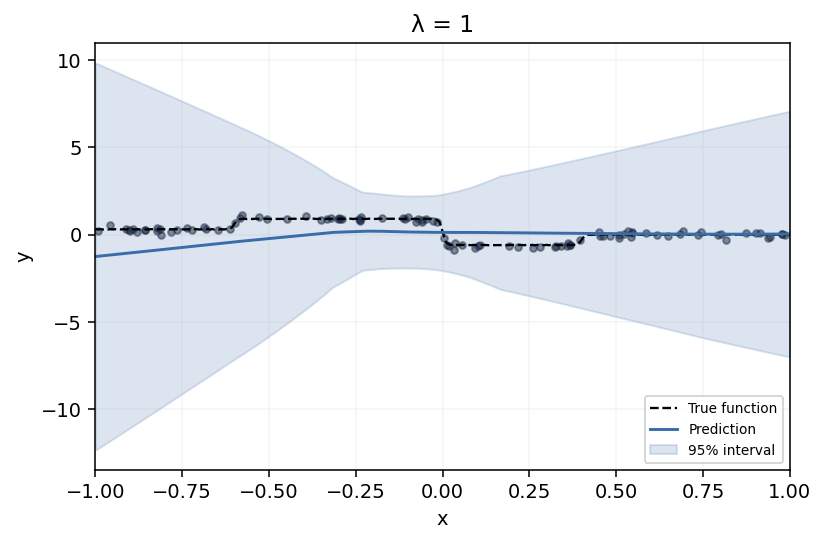 λ = 1
10
5
0
−5
−10
y
−1.00 −0.75 −0.50 −0.25 0.00 0.25 0.50 0.75 1.00
x
True function
Prediction
95% interval